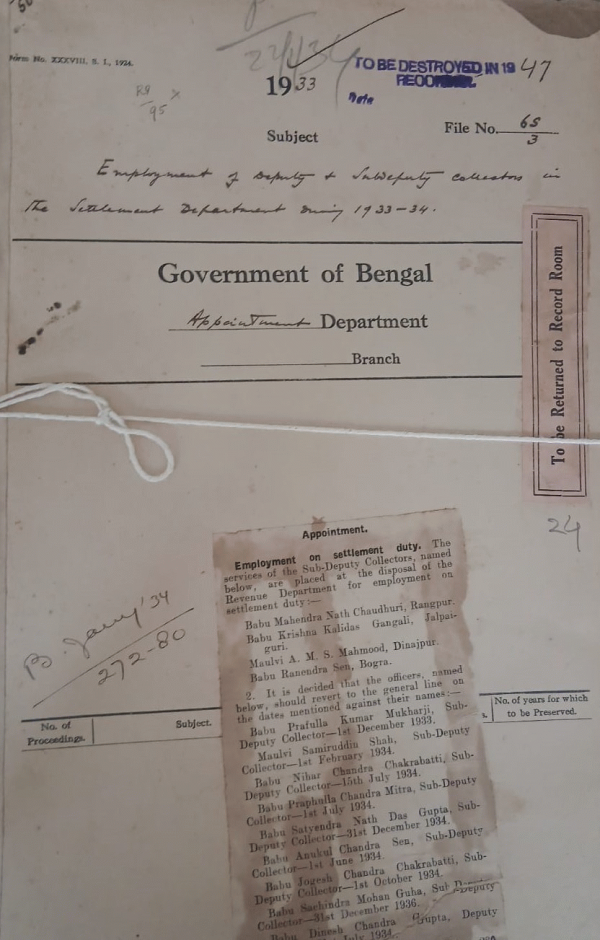 Form No. XXXVIII, S. I., 1924.
22/1/34
TO BE DESTROYED IN 1947
RECORDED.
Date
1933
R9
95
File No. 65
3
Subject
Employment of Deputy & Subdeputy collectors in
the Settlement Department during 1933-34.
Government of Bengal
Appointment Department
Branch
To be Returned to Record Room
24
B. Jany '34
272-80
No. of
Proceedings.
Subject.
No. of years for which
to be Preserved.
Appointment.
Employment on settlement duty. The
services of the Sub-Deputy Collectors, named
below, are placed at the disposal of the
Revenue Department for employment on
settlement duty:—
Babu Mahendra Nath Chaudhuri, Rangpur.
Babu Krishna Kalidas Gangali, Jalpai-
guri.
Maulvi A. M. S. Mahmood, Dinajpur.
Babu Ranendra Sen, Bogra.
2. It is decided that the officers, named
below, should revert to the general line on
the dates mentioned against their names:—
Babu Prafulla Kumar Mukharji, Sub-
Deputy Collector—1st December 1933.
Maulvi Samiruddin Shah, Sub-Deputy
Collector—1st February 1934.
Babu Nihar Chandra Chakrabatti, Sub-
Deputy Collector—15th July 1934.
Babu Praphulla Chandra Mitra, Sub-Deputy
Collector—1st July 1934.
Babu Satyendra Nath Das Gupta, Sub-
Deputy Collector—31st December 1934.
Babu Anukul Chandra Sen, Sub-Deputy
Collector—1st June 1934.
Babu Jogesh Chandra Chakrabatti, Sub-
Deputy Collector—1st October 1934.
Babu Sachindra Mohan Guha, Sub-Deputy
Collector—31st December 1936.
Babu Dinesh Chandra Gupta, Deputy
July 1934.